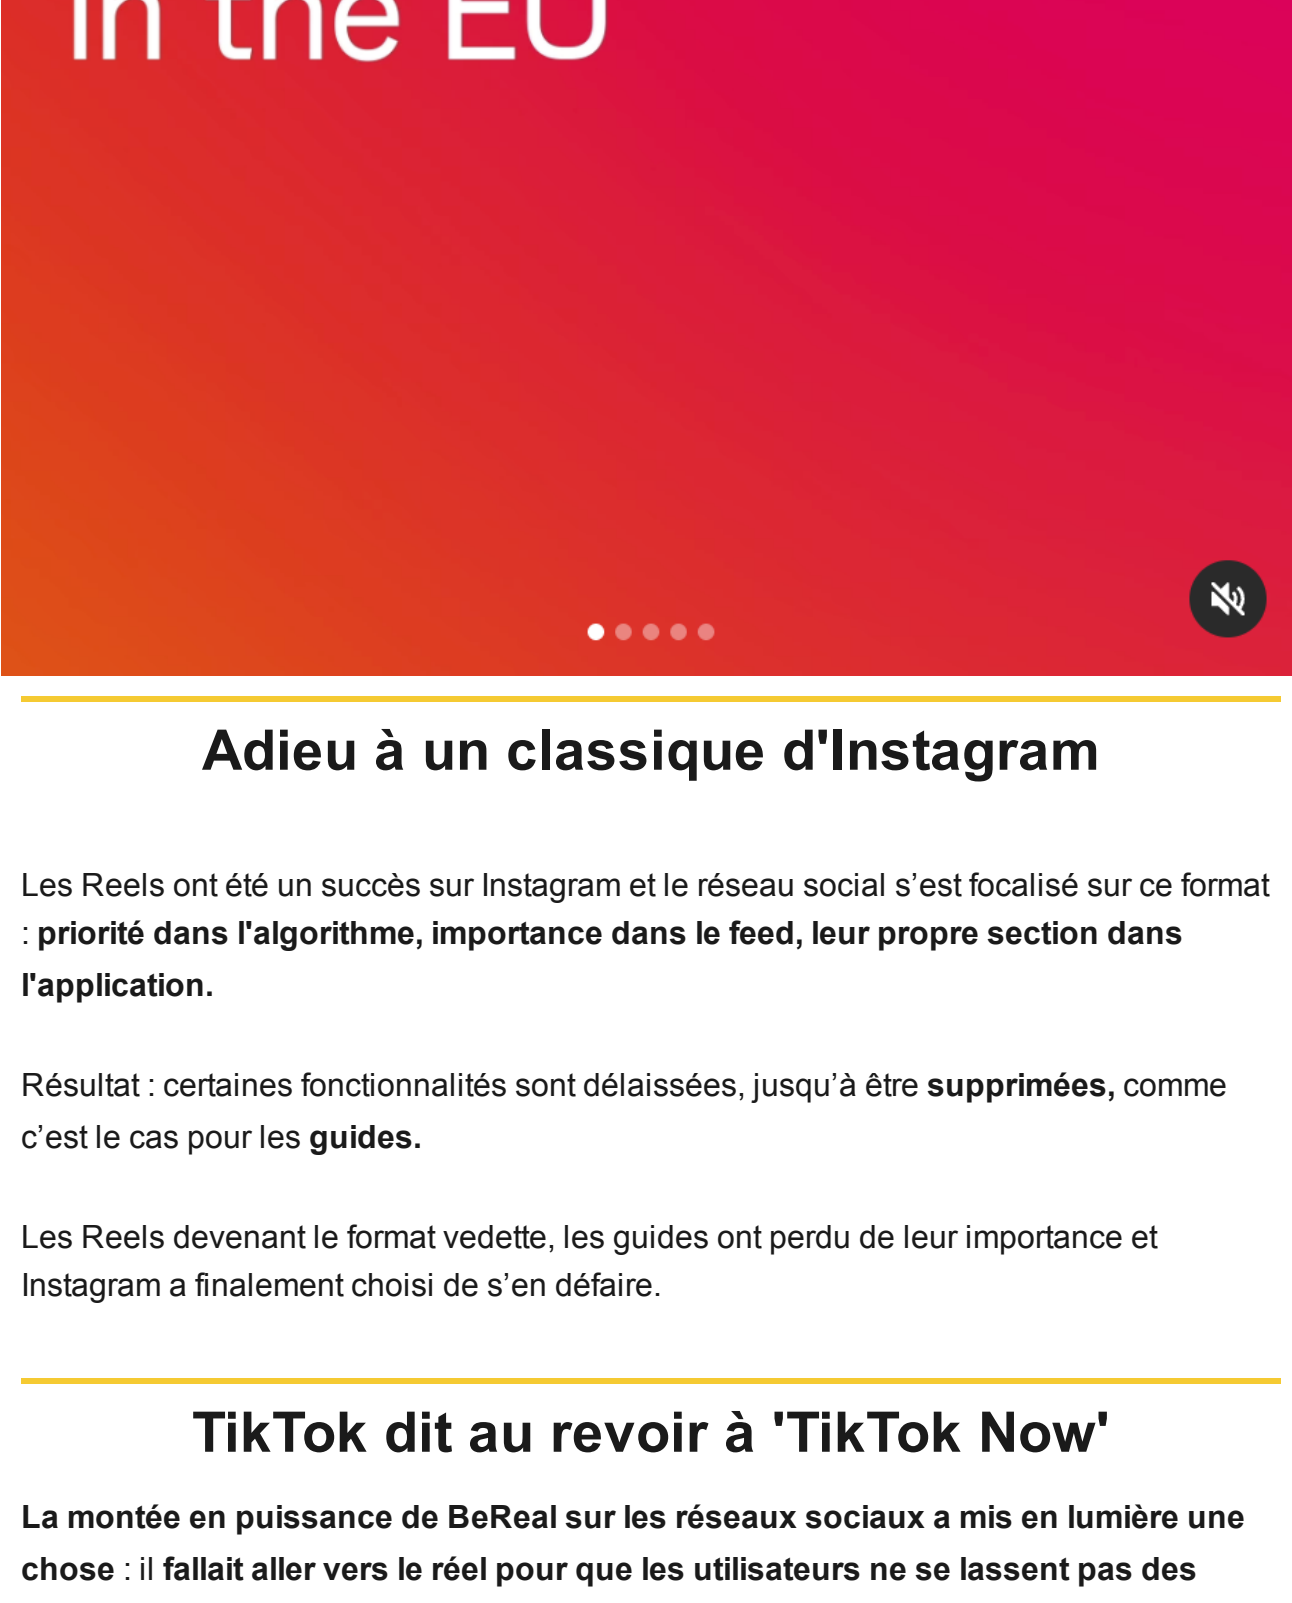 in the EU
Adieu à un classique d'Instagram
Les Reels ont été un succès sur Instagram et le réseau social s’est focalisé sur ce format
: priorité dans l'algorithme, importance dans le feed, leur propre section dans
l'application.
Résultat : certaines fonctionnalités sont délaissées, jusqu’à être supprimées, comme
c’est le cas pour les guides.
Les Reels devenant le format vedette, les guides ont perdu de leur importance et
Instagram a finalement choisi de s’en défaire.
TikTok dit au revoir à 'TikTok Now'
La montée en puissance de BeReal sur les réseaux sociaux a mis en lumière une
chose : il fallait aller vers le réel pour que les utilisateurs ne se lassent pas des